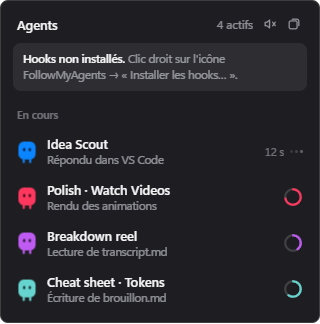 Agents
4 actifs
Hooks non installés. Clic droit sur l'icône
FollowMyAgents → « Installer les hooks... ».
En cours
Idea Scout
12 s
Répondu dans VS Code
Polish · Watch Videos
Rendu des animations
Breakdown reel
Lecture de transcript.md
Cheat sheet · Tokens
Écriture de brouillon.md